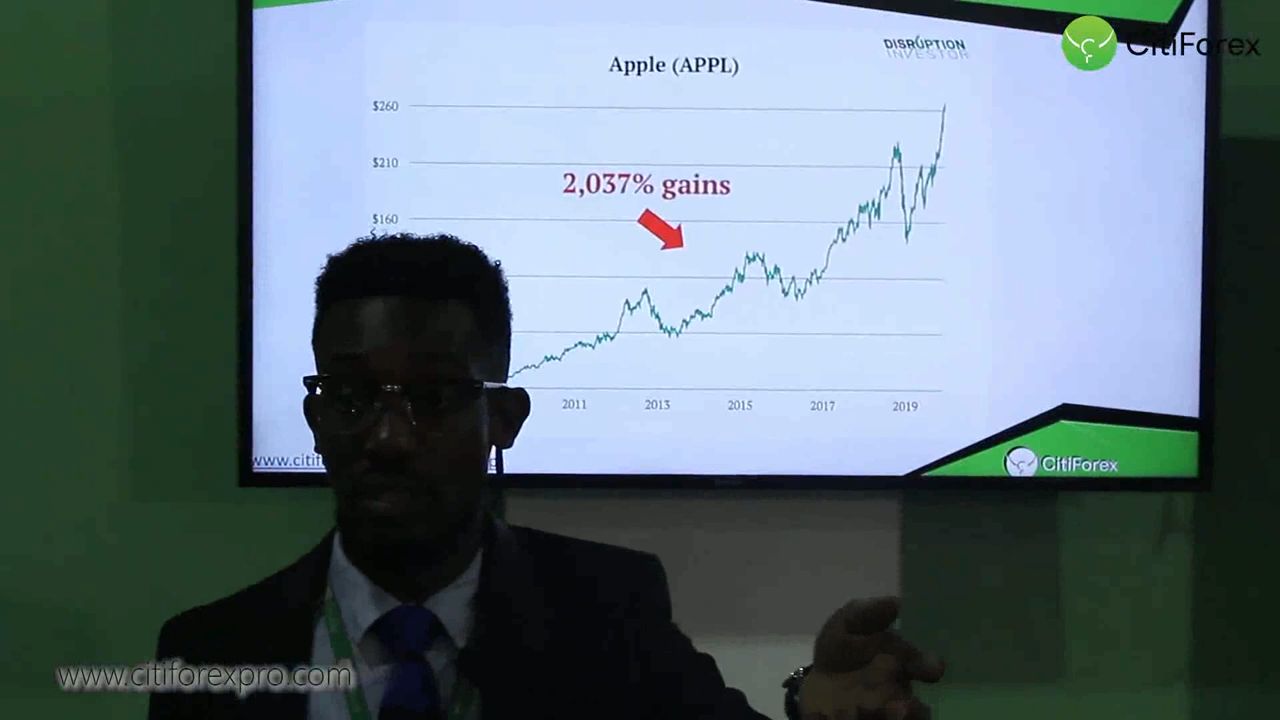 DISRUPTION
INVESTOR
CitiForex
Apple (APPL)
$260
$210
2,037% gains
$160
2011 2013 2015 2017 2019
www.citif
CitiForex
www.citiforexpro.com